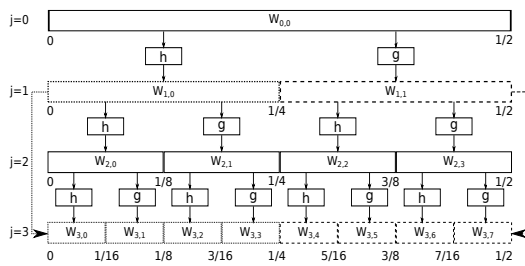 j=0 W0,0
0 1/2
h g
j=1 W1,0 W1,1
0 1/4 1/2
h g h g
j=2 W2,0 W2,1 W2,2 W2,3
0 1/8 1/4 3/8 1/2
h g h g h g h g
j=3 W3,0 W3,1 W3,2 W3,3 W3,4 W3,5 W3,6 W3,7
0 1/16 1/8 3/16 1/4 5/16 3/8 7/16 1/2